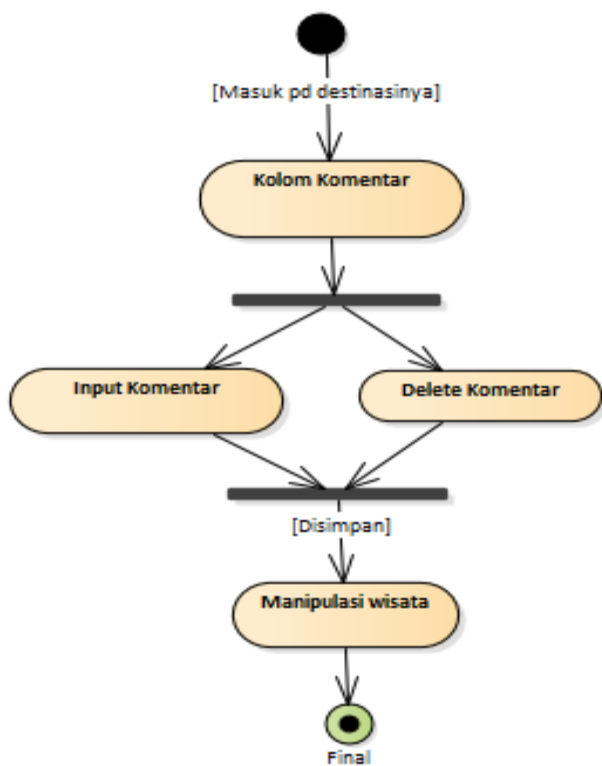 [Masuk pd destinasinya]
Kolom Komentar
Input Komentar
Delete Komentar
[Disimpan]
Manipulasi wisata
Final